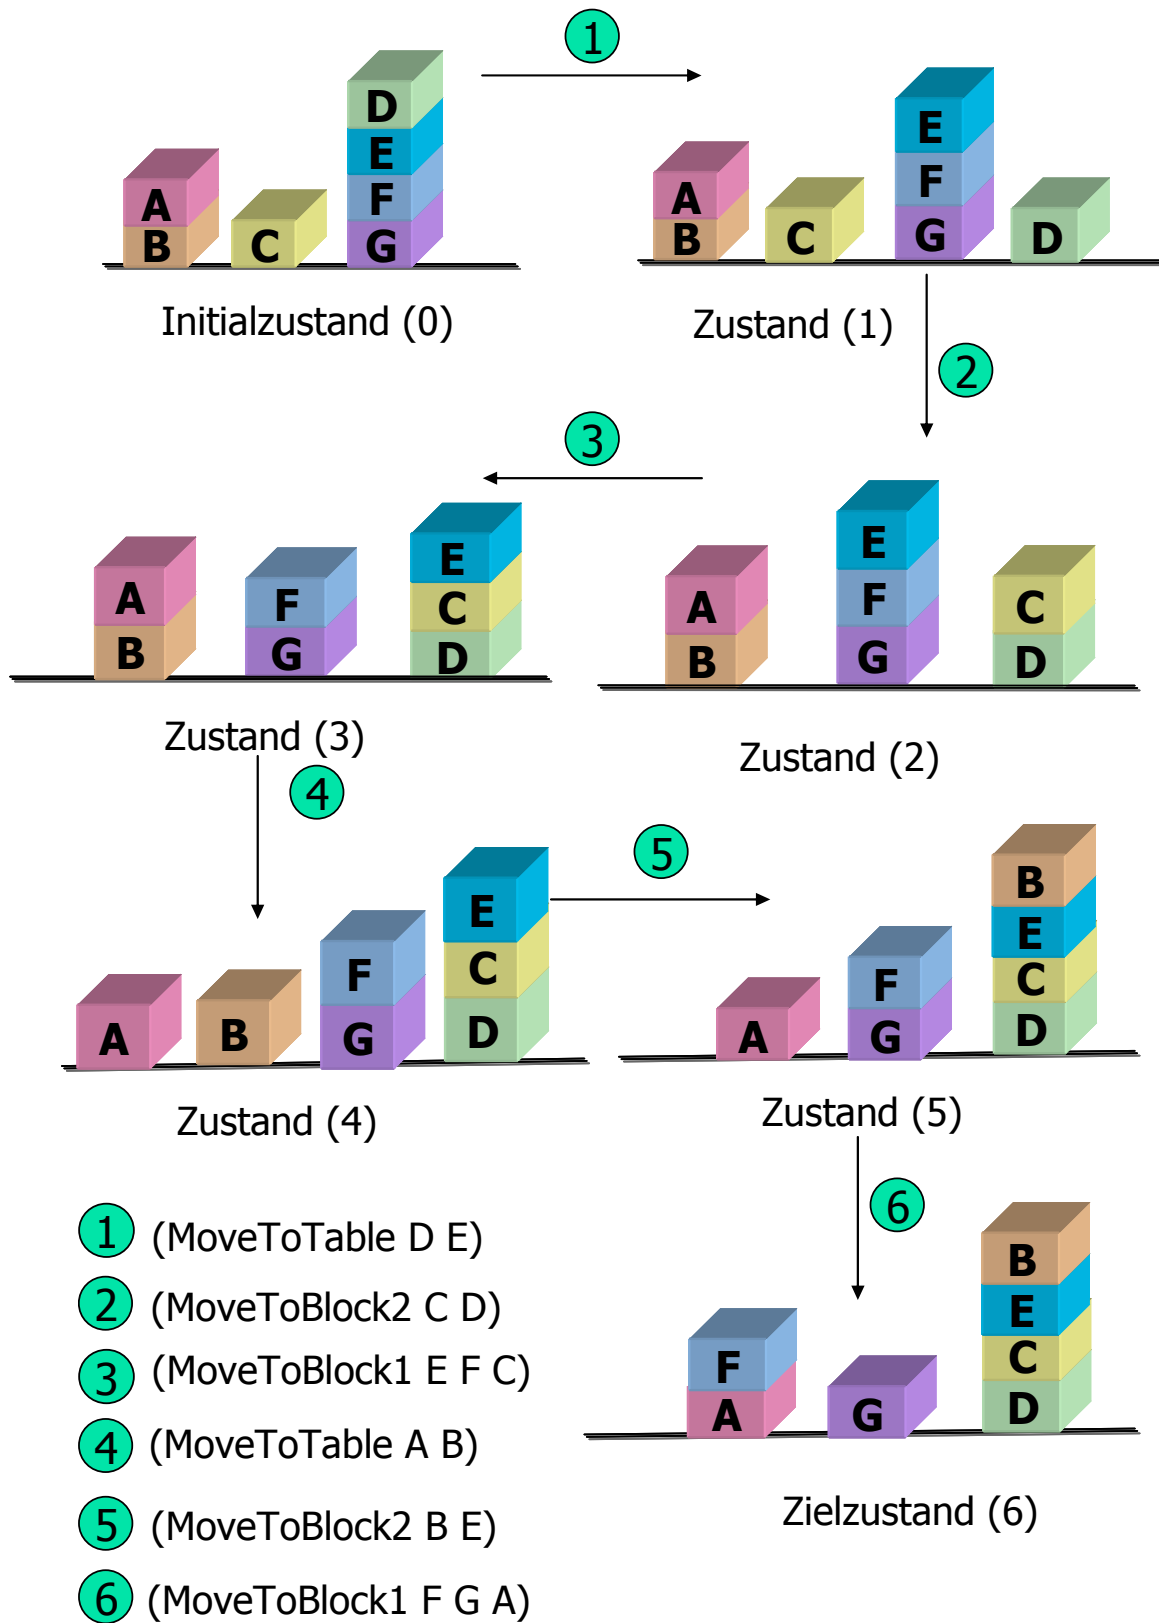 1
D
E
A
F
B
C
G
Initialzustand (0)
E
A
F
B
C
G
D
Zustand (1)
2
3
E
A
F
C
B
G
D
Zustand (3)
E
A
F
C
B
G
D
Zustand (2)
4
5
E
F
C
A
B
G
D
Zustand (4)
B
E
F
C
A
G
D
Zustand (5)
6
B
E
F
C
A
G
D
Zielzustand (6)
1 (MoveToTable D E)
2 (MoveToBlock2 C D)
3 (MoveToBlock1 E F C)
4 (MoveToTable A B)
5 (MoveToBlock2 B E)
6 (MoveToBlock1 F G A)